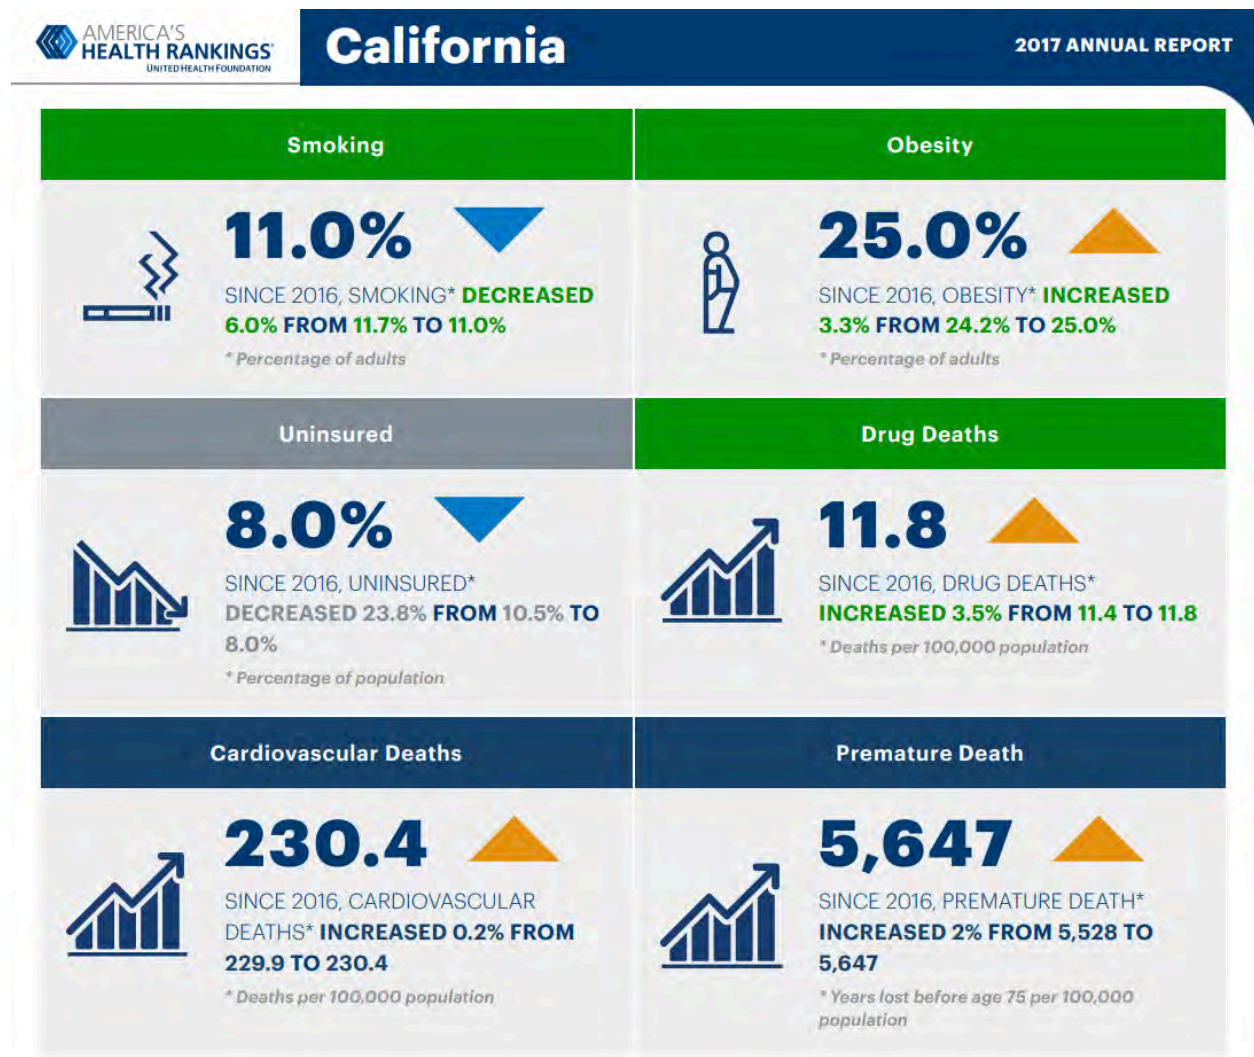 AMERICA'S
HEALTH RANKINGS®
UNITED HEALTH FOUNDATION
California
2017 ANNUAL REPORT
Smoking
11.0%
SINCE 2016, SMOKING* DECREASED
6.0% FROM 11.7% TO 11.0%
* Percentage of adults
Obesity
25.0%
SINCE 2016, OBESITY* INCREASED
3.3% FROM 24.2% TO 25.0%
* Percentage of adults
Uninsured
8.0%
SINCE 2016, UNINSURED*
DECREASED 23.8% FROM 10.5% TO
8.0%
* Percentage of population
Drug Deaths
11.8
SINCE 2016, DRUG DEATHS*
INCREASED 3.5% FROM 11.4 TO 11.8
* Deaths per 100,000 population
Cardiovascular Deaths
230.4
SINCE 2016, CARDIOVASCULAR
DEATHS* INCREASED 0.2% FROM
229.9 TO 230.4
* Deaths per 100,000 population
Premature Death
5,647
SINCE 2016, PREMATURE DEATH*
INCREASED 2% FROM 5,528 TO
5,647
* Years lost before age 75 per 100,000
population